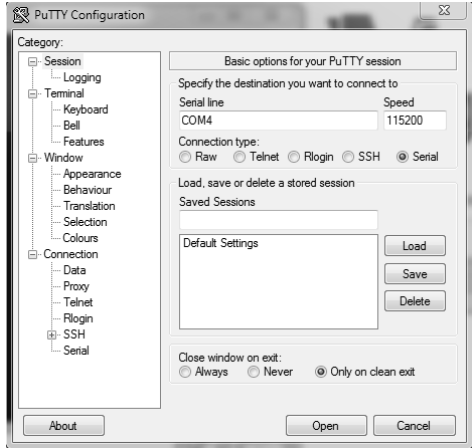 PuTTY Configuration
Category:
Session
Logging
Terminal
Keyboard
Bell
Features
Window
Appearance
Behaviour
Translation
Selection
Colours
Connection
Data
Proxy
Telnet
Rlogin
SSH
Serial
Basic options for your PuTTY session
Specify the destination you want to connect to
Serial line Speed
COM4 115200
Connection type:
Raw Telnet Rlogin SSH Serial
Load, save or delete a stored session
Saved Sessions
Default Settings
Load
Save
Delete
Close window on exit:
Always Never Only on clean exit
About Open Cancel